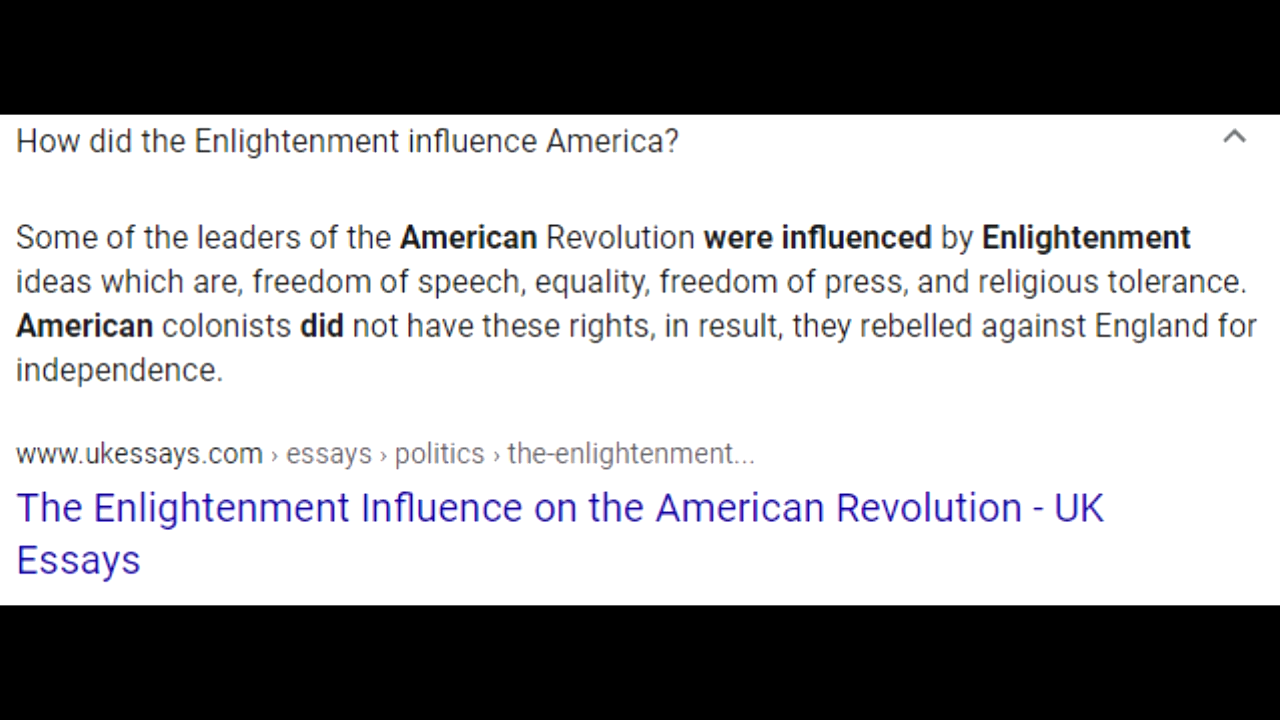 How did the Enlightenment influence America?
Some of the leaders of the American Revolution were influenced by Enlightenment
ideas which are, freedom of speech, equality, freedom of press, and religious tolerance.
American colonists did not have these rights, in result, they rebelled against England for
independence.
www.ukessays.com › essays › politics › the-enlightenment...
The Enlightenment Influence on the American Revolution - UK
Essays